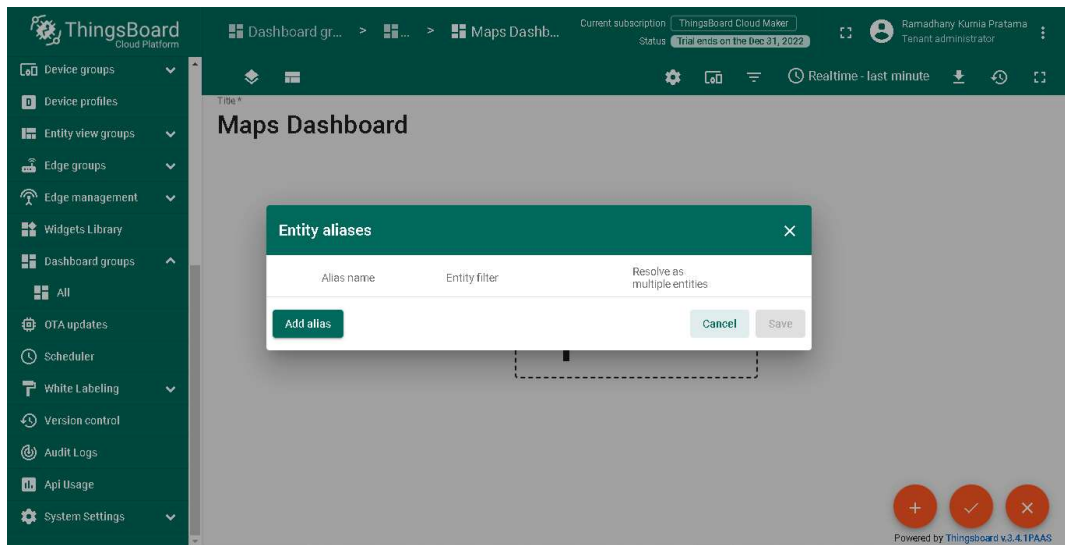 ThingsBoard
Cloud Platform
Dashboard gr... > ... > Maps Dashb...
Current subscription ThingsBoard Cloud Maker
Status Trial ends on the Dec 31, 2022
Ramadhany Kurnia Pratama
Tenant administrator
Device groups
Device profiles
Entity view groups
Edge groups
Edge management
Widgets Library
Dashboard groups
All
OTA updates
Scheduler
White Labeling
Version control
Audit Logs
Api Usage
System Settings
Realtime - last minute
Title *
Maps Dashboard
Entity aliases
Alias name
Entity filter
Resolve as
multiple entities
Add alias
Cancel
Save
Powered by Thingsboard v.3.4.1PAAS